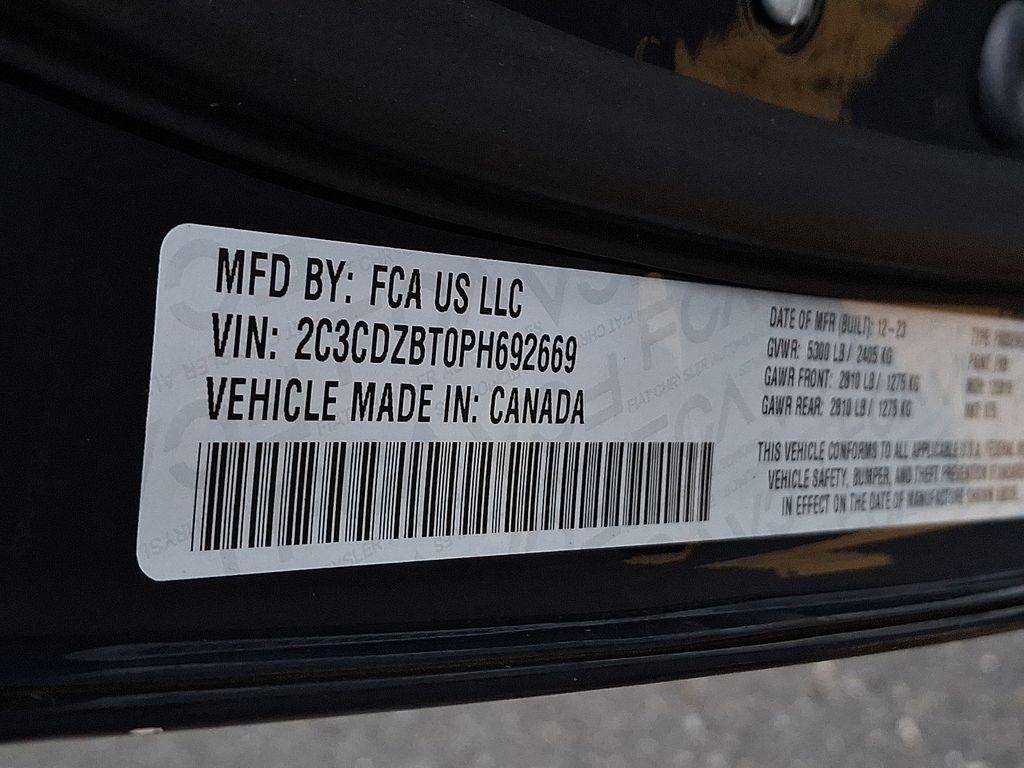 MFD BY: FCA US LLC
VIN: 2C3CDZBT0PH692669
VEHICLE MADE IN: CANADA
DATE OF MFR (BUILT): 12-23
GVWR: 5300 LB / 2405 KG
GAWR FRONT: 2810 LB / 1275 KG
GAWR REAR: 2810 LB / 1275 KG
THIS VEHICLE CONFORMS TO ALL APPLICABLE U.S.A. FEDERAL
VEHICLE SAFETY, BUMPER, AND THEFT PREVENTION
IN EFFECT ON THE DATE OF MANUFACTURE SHOWN ABOVE.